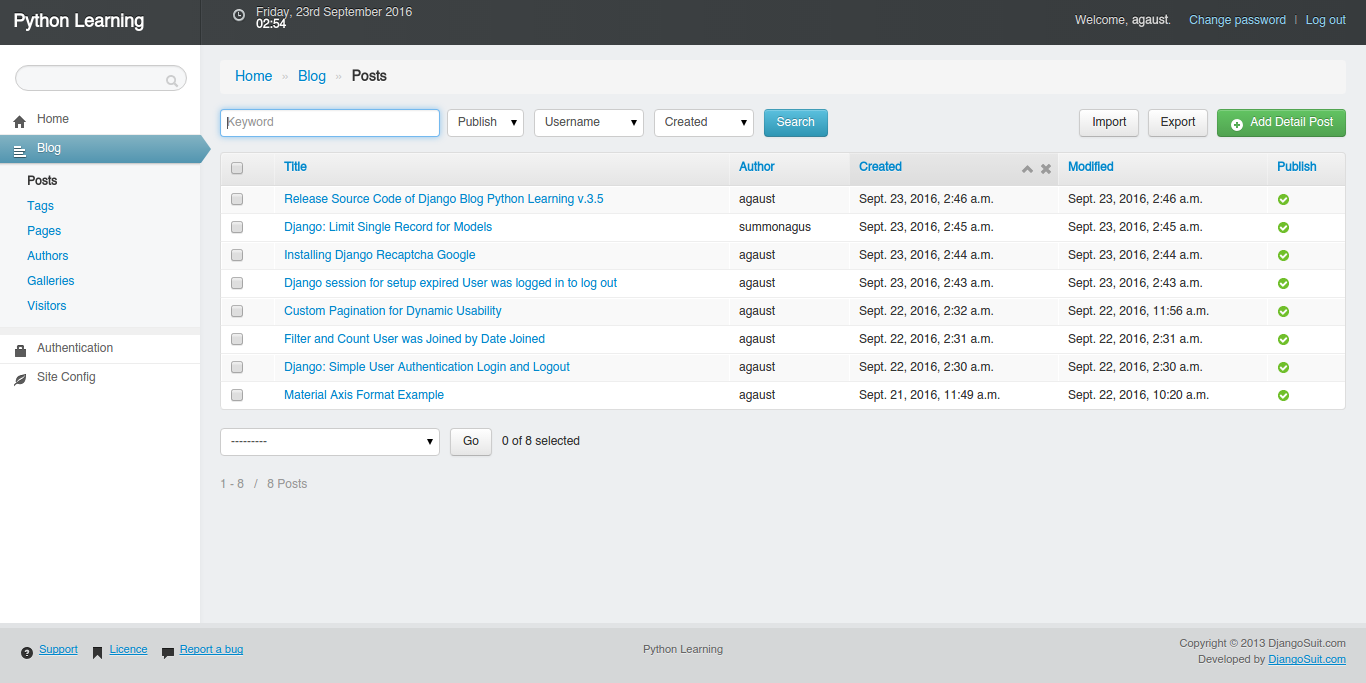 Python Learning
Friday, 23rd September 2016
02:54
Welcome, agaust. Change password | Log out
Home
Blog
Posts
Tags
Pages
Authors
Galleries
Visitors
Authentication
Site Config
Home » Blog » Posts
Keyword Publish Username Created Search Import Export Add Detail Post
Title Author Created Modified Publish
Release Source Code of Django Blog Python Learning v.3.5 agaust Sept. 23, 2016, 2:46 a.m. Sept. 23, 2016, 2:46 a.m.
Django: Limit Single Record for Models summonagus Sept. 23, 2016, 2:45 a.m. Sept. 23, 2016, 2:45 a.m.
Installing Django Recaptcha Google agaust Sept. 23, 2016, 2:44 a.m. Sept. 23, 2016, 2:44 a.m.
Django session for setup expired User was logged in to log out agaust Sept. 23, 2016, 2:43 a.m. Sept. 23, 2016, 2:43 a.m.
Custom Pagination for Dynamic Usability agaust Sept. 22, 2016, 2:32 a.m. Sept. 22, 2016, 11:56 a.m.
Filter and Count User was Joined by Date Joined agaust Sept. 22, 2016, 2:31 a.m. Sept. 22, 2016, 2:31 a.m.
Django: Simple User Authentication Login and Logout agaust Sept. 22, 2016, 2:30 a.m. Sept. 22, 2016, 2:30 a.m.
Material Axis Format Example agaust Sept. 21, 2016, 11:49 a.m. Sept. 22, 2016, 10:20 a.m.
--------- Go 0 of 8 selected
1 - 8 / 8 Posts
Support Licence Report a bug
Python Learning
Copyright © 2013 DjangoSuit.com
Developed by DjangoSuit.com